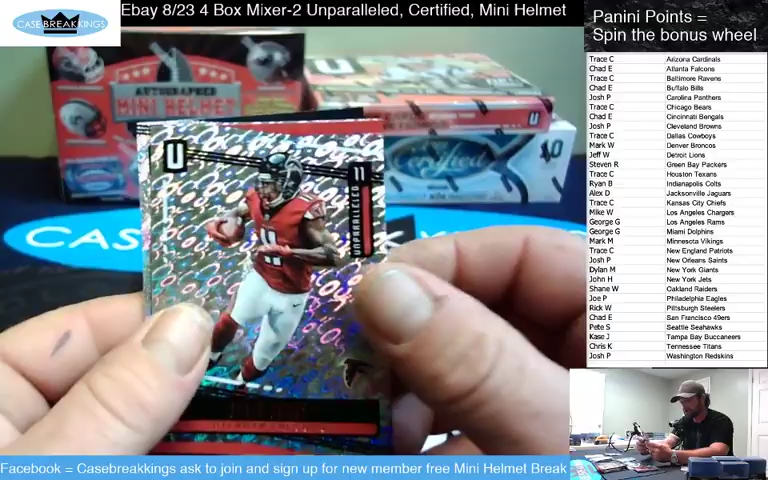 CASE BREAK KINGS
Ebay 8/23 4 Box Mixer-2 Unparalleled, Certified, Mini Helmet
Panini Points =
Spin the bonus wheel
Trace C Arizona Cardinals
Chad E Atlanta Falcons
Trace C Baltimore Ravens
Chad E Buffalo Bills
Josh P Carolina Panthers
Trace C Chicago Bears
Chad E Cincinnati Bengals
Josh P Cleveland Browns
Trace C Dallas Cowboys
Mark W Denver Broncos
Jeff W Detroit Lions
Steven R Green Bay Packers
Trace C Houston Texans
Ryan B Indianapolis Colts
Alex D Jacksonville Jaguars
Trace C Kansas City Chiefs
Mike W Los Angeles Chargers
George G Los Angeles Rams
George G Miami Dolphins
Mark M Minnesota Vikings
Trace C New England Patriots
Josh P New Orleans Saints
Dylan M New York Giants
John H New York Jets
Shane W Oakland Raiders
Joe P Philadelphia Eagles
Rick W Pittsburgh Steelers
Chad E San Francisco 49ers
Pete S Seattle Seahawks
Kase J Tampa Bay Buccaneers
Chris K Tennessee Titans
Josh P Washington Redskins
AUTOGRAPHED
MINI HELMET
U
Certified
10
U
11
UNPARALLELED
11
CAS
Facebook = Casebreakkings ask to join and sign up for new member free Mini Helmet Break